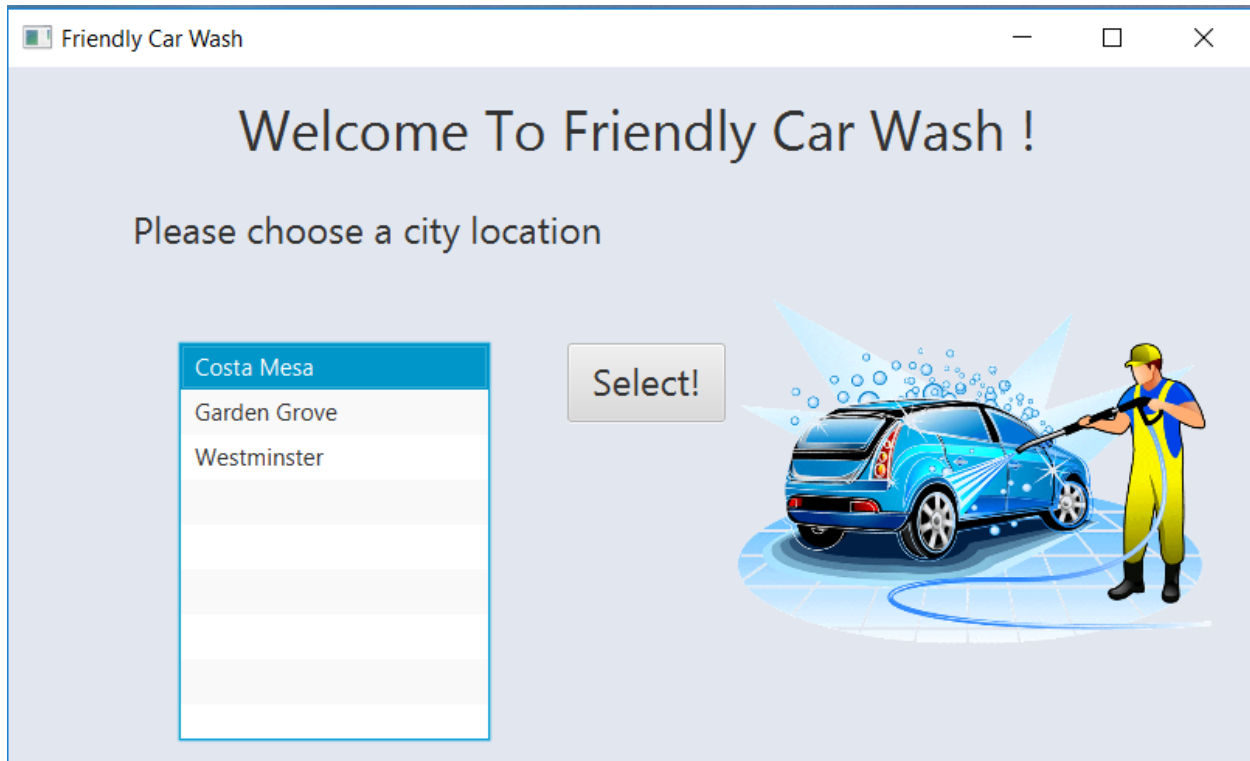 Friendly Car Wash
Welcome To Friendly Car Wash !
Please choose a city location
Costa Mesa
Select!
Garden Grove
Westminster